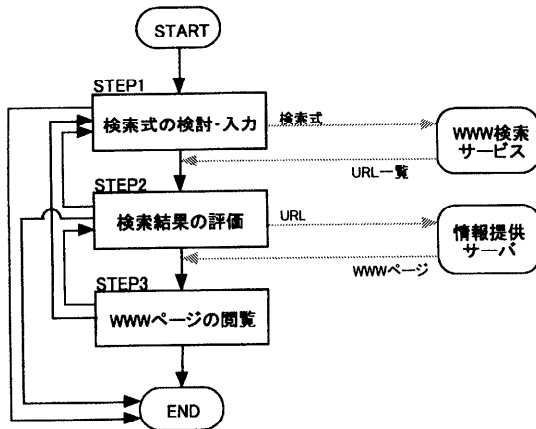 START
STEP1
検索式の検討-入力
検索式
WWW検索
サービス
URL一覧
STEP2
検索結果の評価
URL
情報提供
サーバ
WWWページ
STEP3
WWWページの閲覧
END